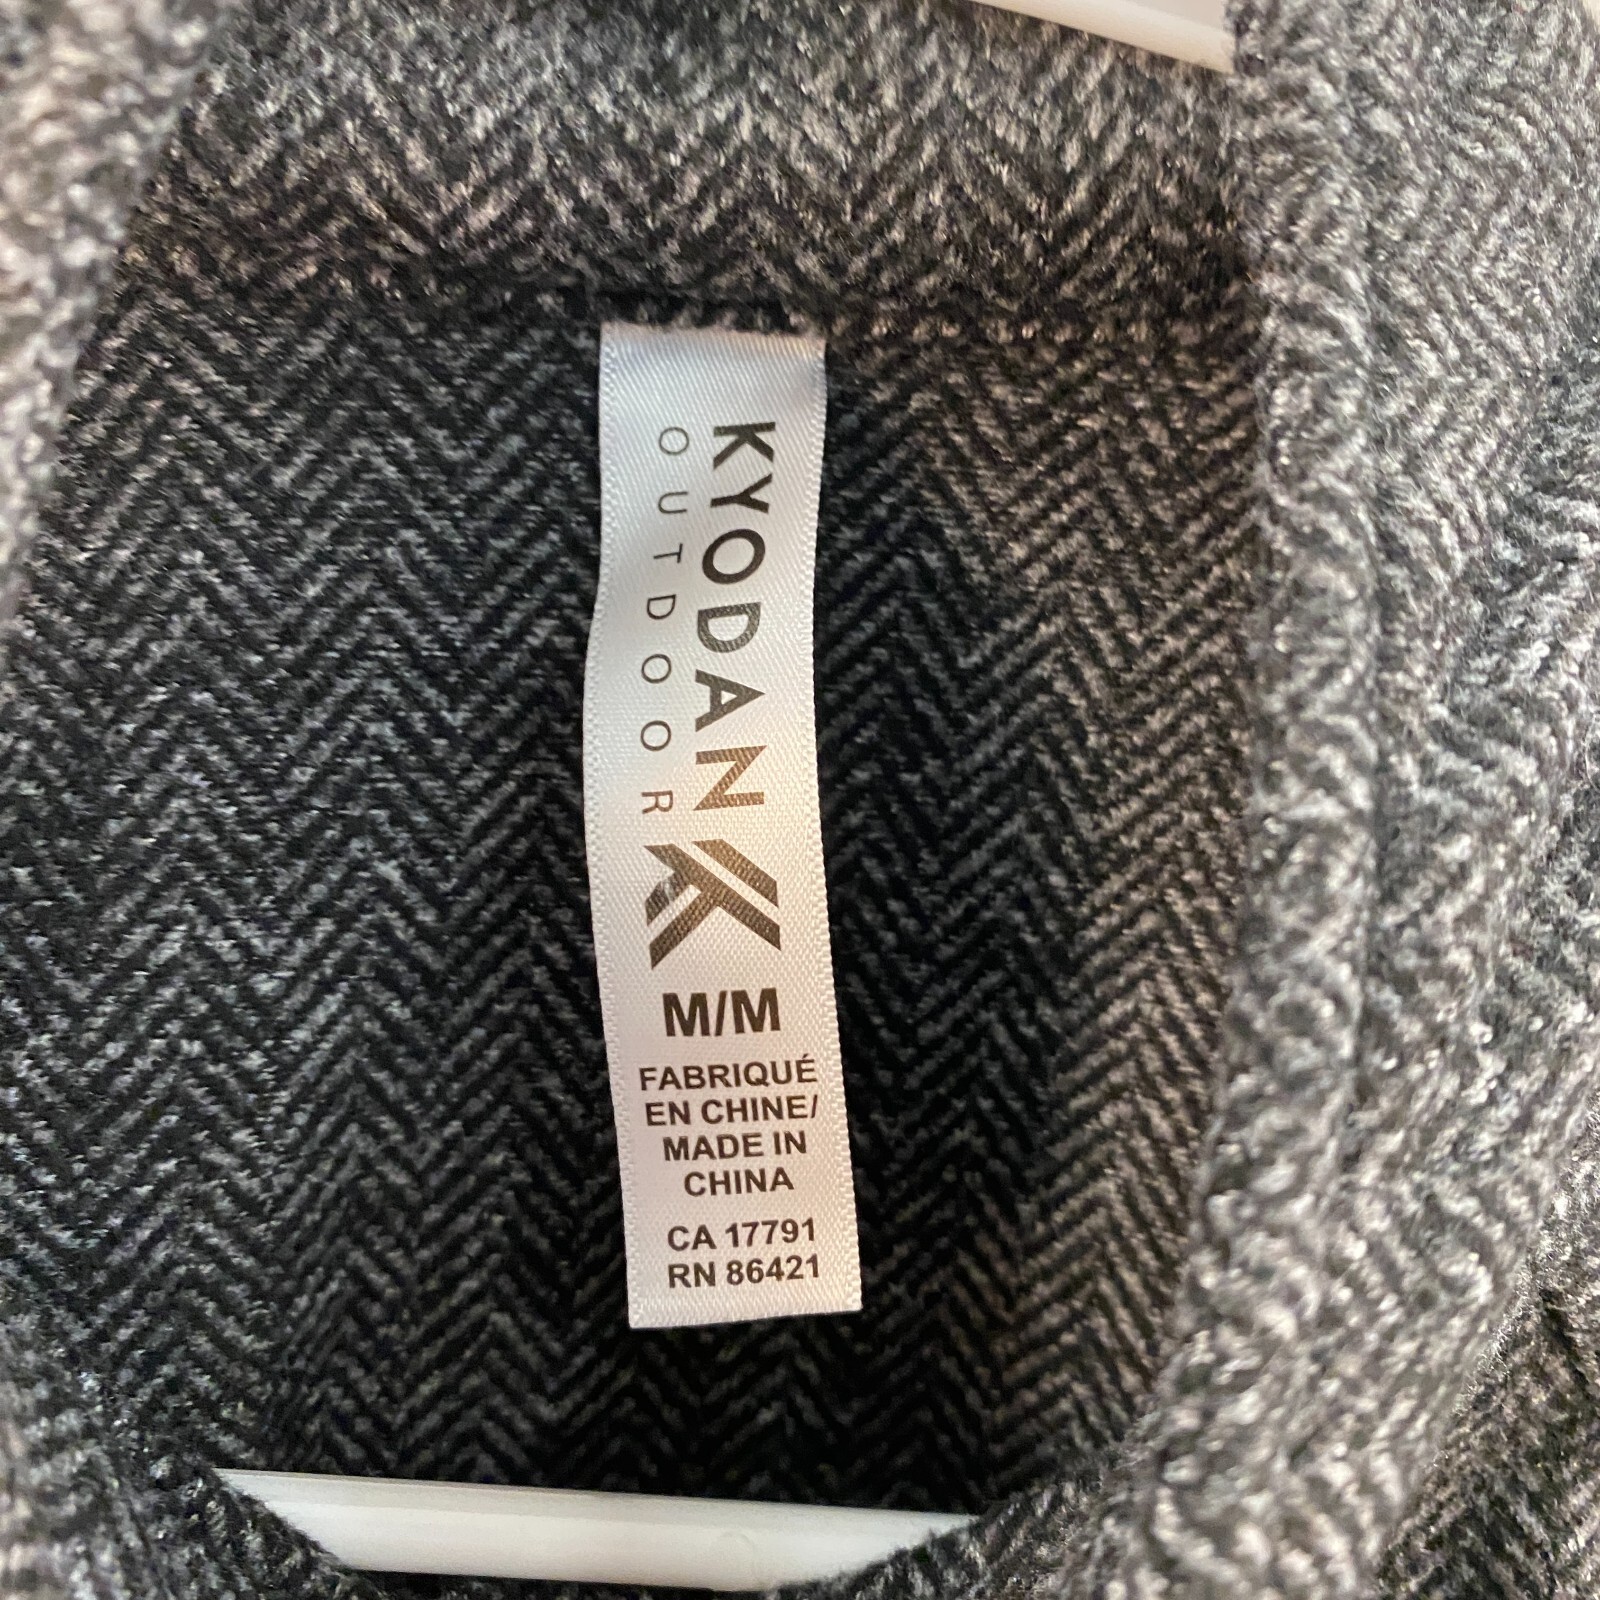 KYODAN
OUTDOOR
M/M
FABRIQUÉ
EN CHINE/
MADE IN
CHINA
CA 17791
RN 86421